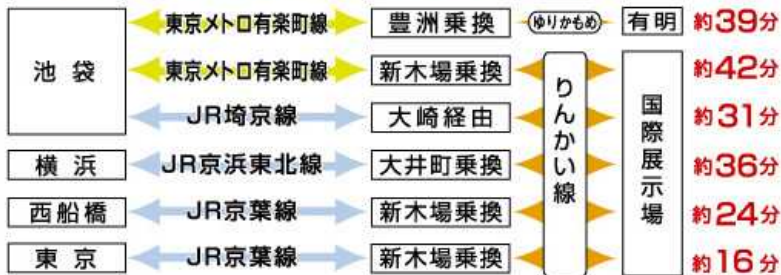 池袋 東京メトロ有楽町線 豊洲乗換 ゆりかもめ 有明 約39分
東京メトロ有楽町線 新木場乗換 りんかい線 国際展示場 約42分
JR埼京線 大崎経由 約31分
横浜 JR京浜東北線 大井町乗換 約36分
西船橋 JR京葉線 新木場乗換 約24分
東京 JR京葉線 新木場乗換 約16分